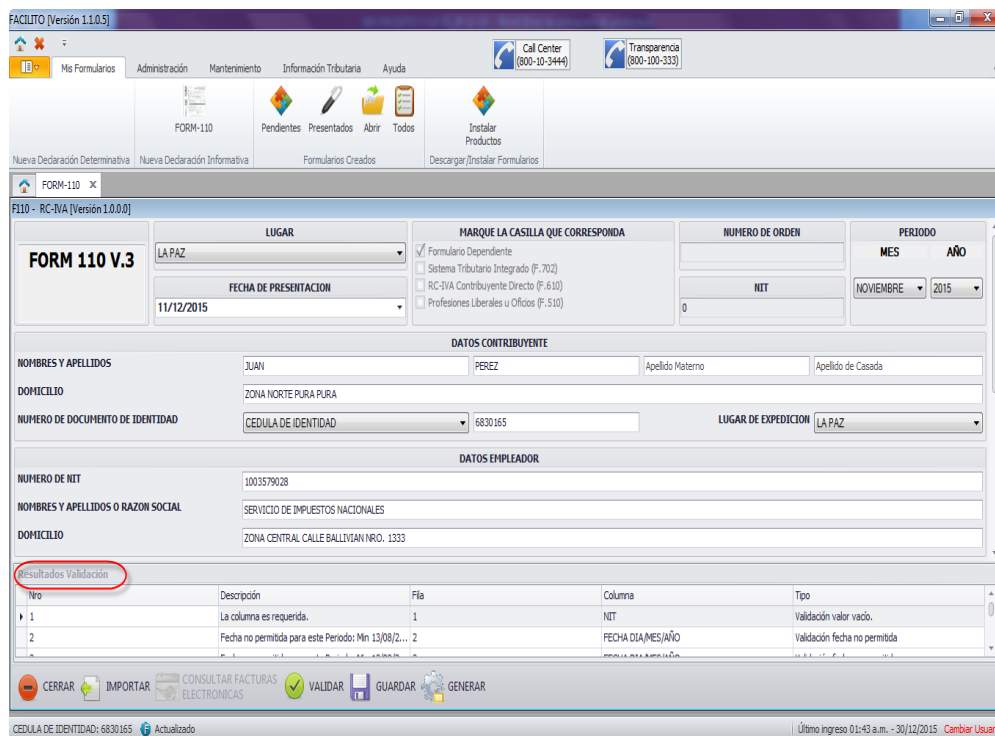 FACILITO [Versión 1.1.0.5]
Call Center
(800-10-3444)
Transparencia
(800-100-333)
Mis Formularios Administración Mantenimiento Información Tributaria Ayuda
FORM-110 Pendientes Presentados Abrir Todos Instalar
Productos
Nueva Declaración Determinativa Nueva Declaración Informativa Formularios Creados Descargar/Instalar Formularios
FORM-110 X
F110 - RC-IVA [Versión 1.0.0.0]
FORM 110 V.3
LUGAR
LA PAZ
FECHA DE PRESENTACION
11/12/2015
MARQUE LA CASILLA QUE CORRESPONDA
Formulario Dependiente
Sistema Tributario Integrado (F.702)
RC-IVA Contribuyente Directo (F.610)
Profesiones Liberales u Oficios (F.510)
NUMERO DE ORDEN
NIT
0
PERIODO
MES AÑO
NOVIEMBRE 2015
DATOS CONTRIBUYENTE
NOMBRES Y APELLIDOS JUAN PEREZ Apellido Materno Apellido de Casada
DOMICILIO ZONA NORTE PURA PURA
NUMERO DE DOCUMENTO DE IDENTIDAD CEDULA DE IDENTIDAD 6830165 LUGAR DE EXPEDICION LA PAZ
DATOS EMPLEADOR
NUMERO DE NIT 1003579028
NOMBRES Y APELLIDOS O RAZON SOCIAL SERVICIO DE IMPUESTOS NACIONALES
DOMICILIO ZONA CENTRAL CALLE BALLIVIAN NRO. 1333
Resultados Validación
Nro Descripción Fila Columna Tipo
1 La columna es requerida. 1 NIT Validación valor vacío.
2 Fecha no permitida para este Periodo: Min 13/08/2... 2 FECHA DIA/MES/AÑO Validación fecha no permitida
CERRAR IMPORTAR CONSULTAR FACTURAS
ELECTRONICAS VALIDAR GUARDAR GENERAR
CEDULA DE IDENTIDAD: 6830165 Actualizado Último ingreso 01:43 a.m. - 30/12/2015 Cambiar Usuar